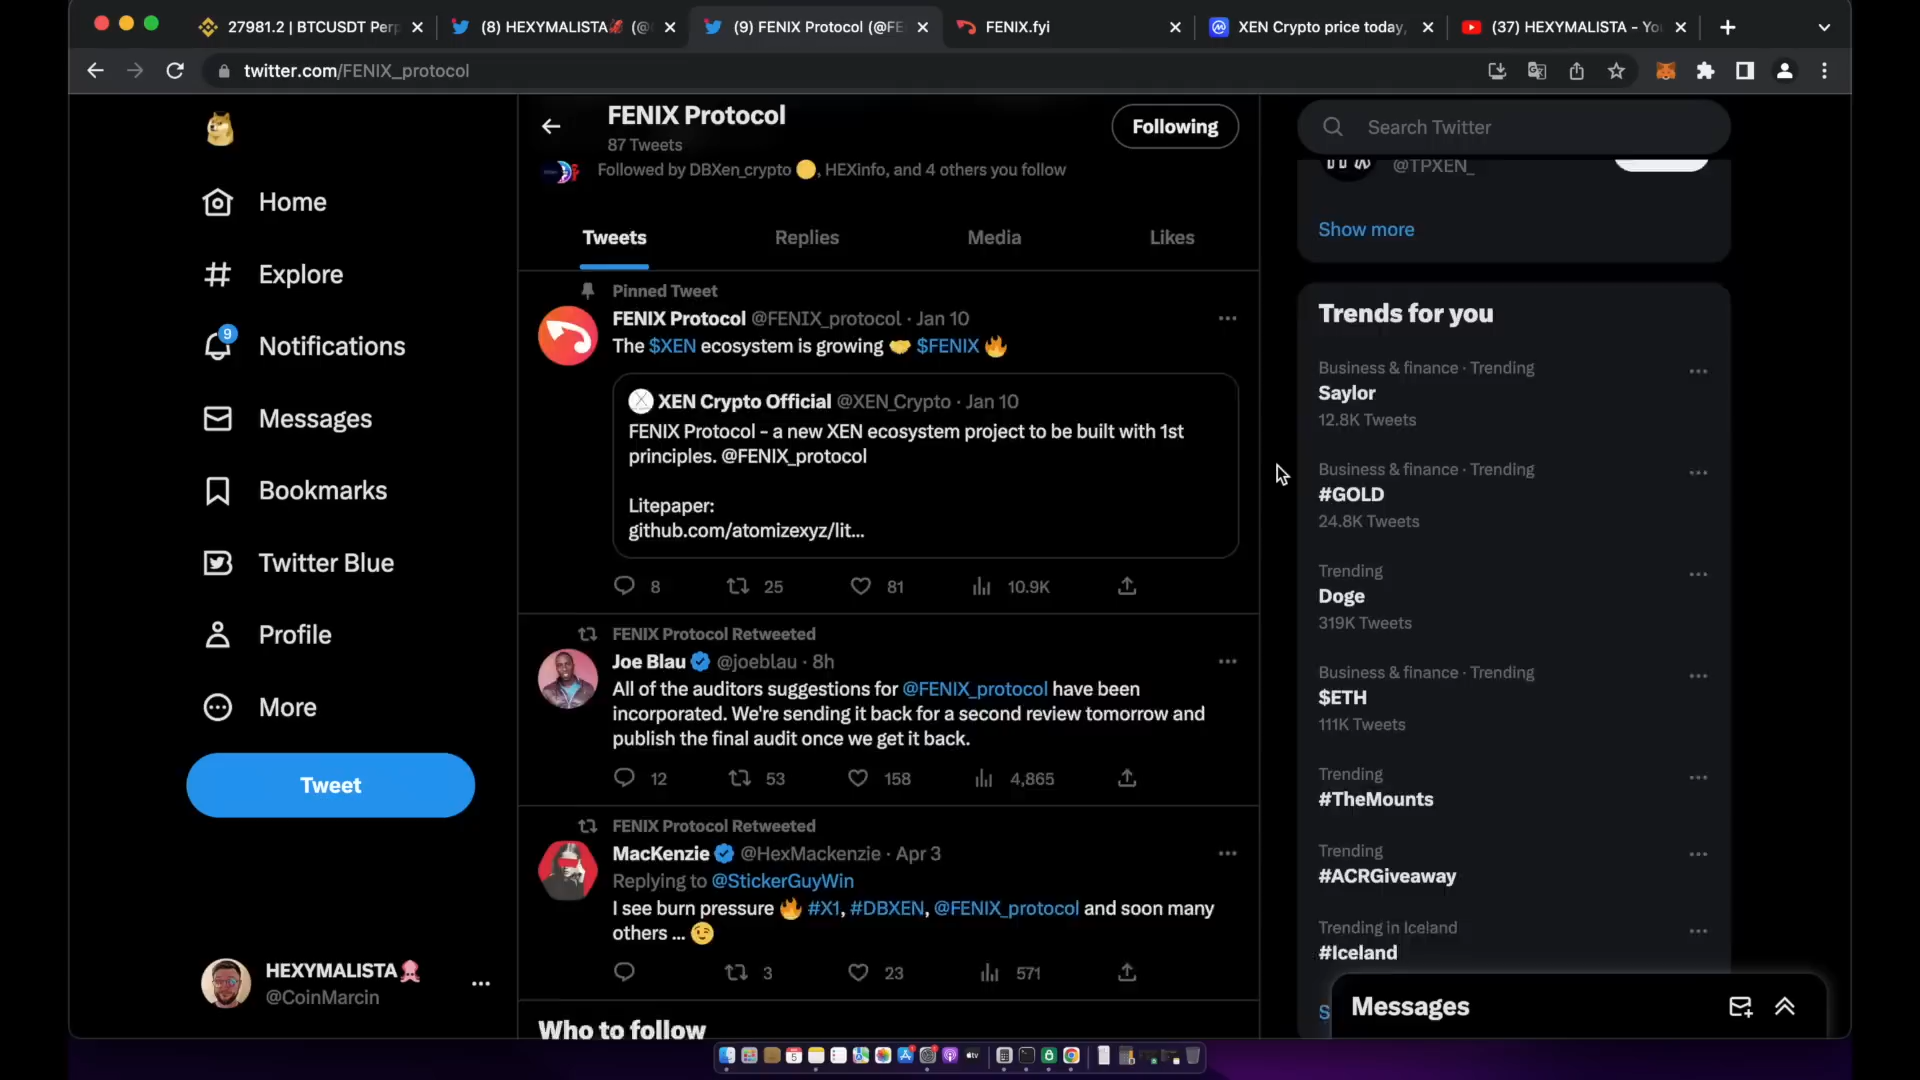 27981.2 | BTCUSDT Perp
(8) HEXYMALISTA🦑 (@
(9) FENIX Protocol (@FE
FENIX.fyi
XEN Crypto price today,
(37) HEXYMALISTA - Yo
twitter.com/FENIX_protocol
Home
Explore
9
Notifications
Messages
Bookmarks
Twitter Blue
Profile
More
Tweet
HEXYMALISTA🦑
@CoinMarcin
FENIX Protocol
87 Tweets
Following
Followed by DBXen_crypto 🟡, HEXinfo, and 4 others you follow
Tweets
Replies
Media
Likes
Pinned Tweet
FENIX Protocol @FENIX_protocol · Jan 10
The $XEN ecosystem is growing 🤝 $FENIX 🔥
XEN Crypto Official @XEN_Crypto · Jan 10
FENIX Protocol - a new XEN ecosystem project to be built with 1st
principles. @FENIX_protocol
Litepaper:
github.com/atomizexyz/lit...
8 25 81 10.9K
FENIX Protocol Retweeted
Joe Blau @joeblau · 8h
All of the auditors suggestions for @FENIX_protocol have been
incorporated. We're sending it back for a second review tomorrow and
publish the final audit once we get it back.
12 53 158 4,865
FENIX Protocol Retweeted
MacKenzie @HexMackenzie · Apr 3
Replying to @StickerGuyWin
I see burn pressure 🔥 #X1, #DBXEN, @FENIX_protocol and soon many
others ... 😉
3 23 571
Who to follow
Search Twitter
@TPXEN_
Show more
Trends for you
Business & finance · Trending
Saylor
12.8K Tweets
Business & finance · Trending
#GOLD
24.8K Tweets
Trending
Doge
319K Tweets
Business & finance · Trending
$ETH
111K Tweets
Trending
#TheMounts
Trending
#ACRGiveaway
Trending in Iceland
#Iceland
S
Messages